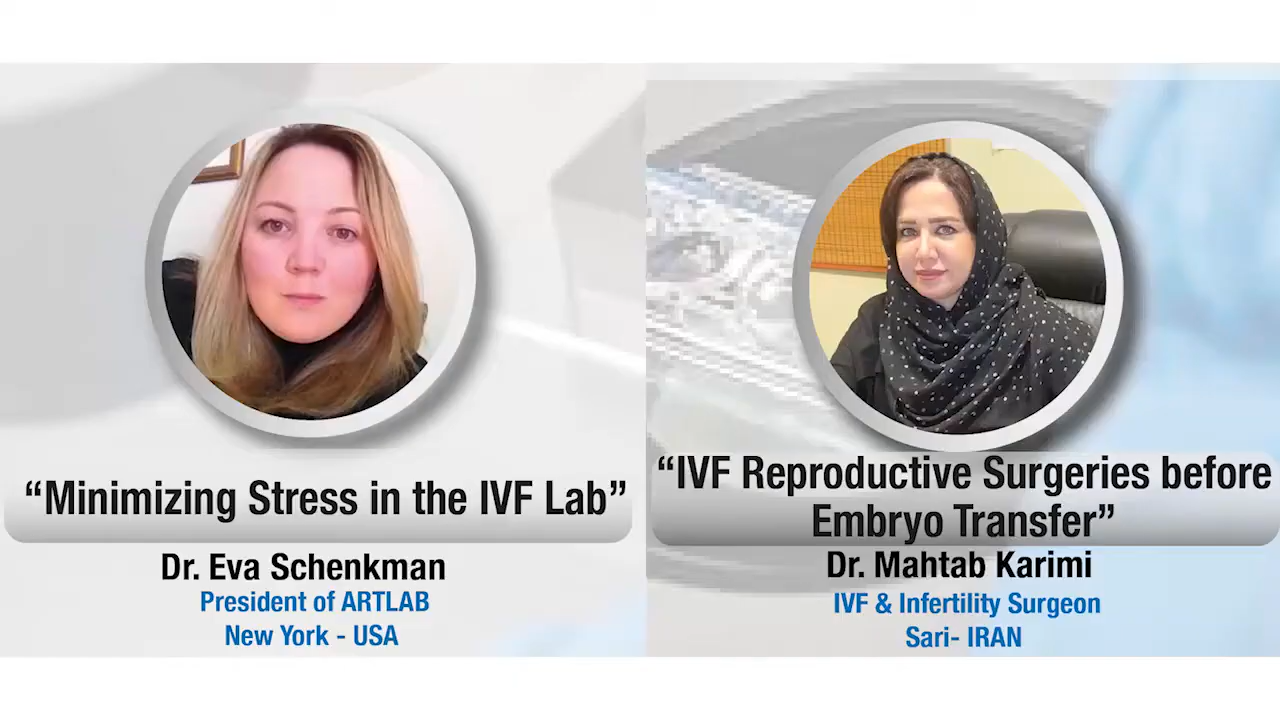 “Minimizing Stress in the IVF Lab”
Dr. Eva Schenkman
President of ARTLAB
New York - USA
“IVF Reproductive Surgeries before
Embryo Transfer”
Dr. Mahtab Karimi
IVF & Infertility Surgeon
Sari- IRAN